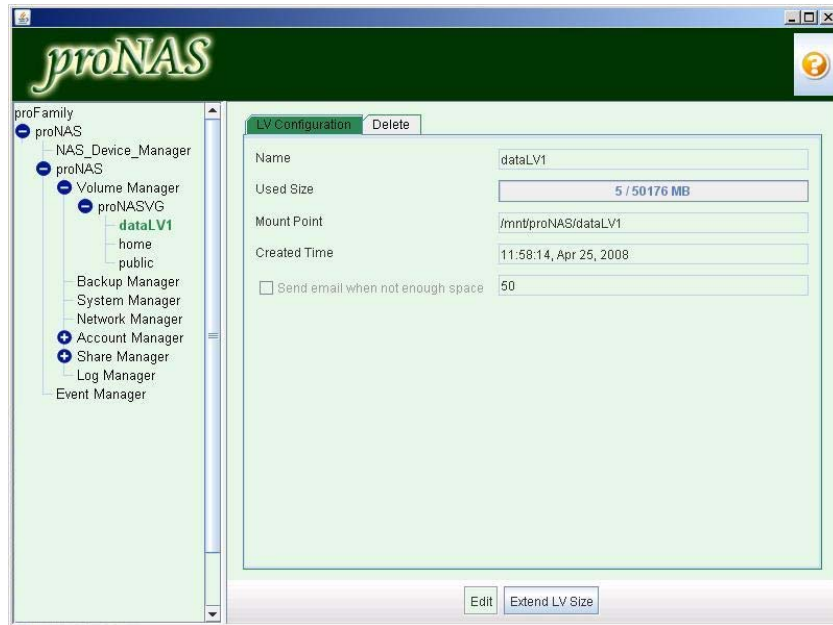 proNAS
proFamily
proNAS
NAS_Device_Manager
proNAS
Volume Manager
proNASVG
dataLV1
home
public
Backup Manager
System Manager
Network Manager
Account Manager
Share Manager
Log Manager
Event Manager
LV Configuration Delete
Name dataLV1
Used Size 5 / 50176 MB
Mount Point /mnt/proNAS/dataLV1
Created Time 11:58:14, Apr 25, 2008
Send email when not enough space 50
Edit Extend LV Size